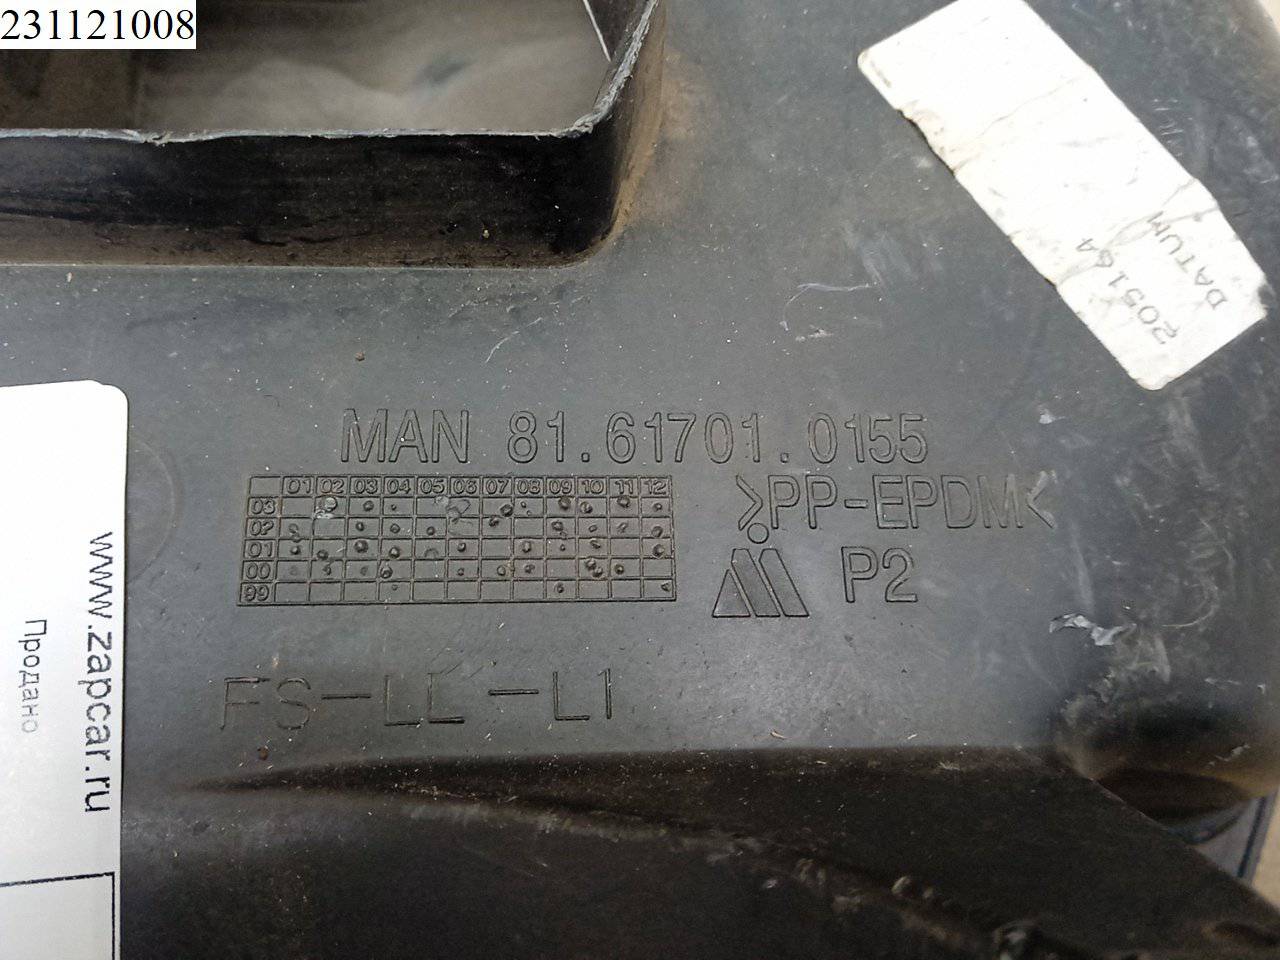 231121008
205164
DATUM
MAN 81.61701.0155
01 02 03 04 05 06 07 08 09 10 11 12
03
02
01
00
99
>PP-EPDM<
P2
FS-LL-L1
www.zapcar.ru
Продано